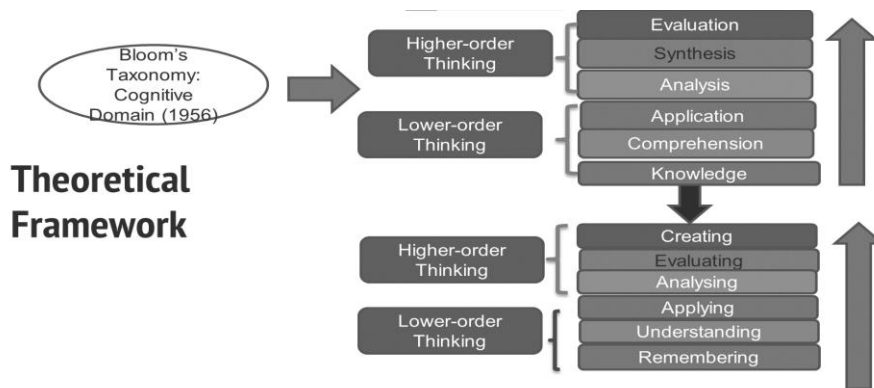 Bloom's
Taxonomy:
Cognitive
Domain (1956)
Theoretical
Framework
Higher-order
Thinking
Evaluation
Synthesis
Analysis
Lower-order
Thinking
Application
Comprehension
Knowledge
Higher-order
Thinking
Creating
Evaluating
Analysing
Lower-order
Thinking
Applying
Understanding
Remembering